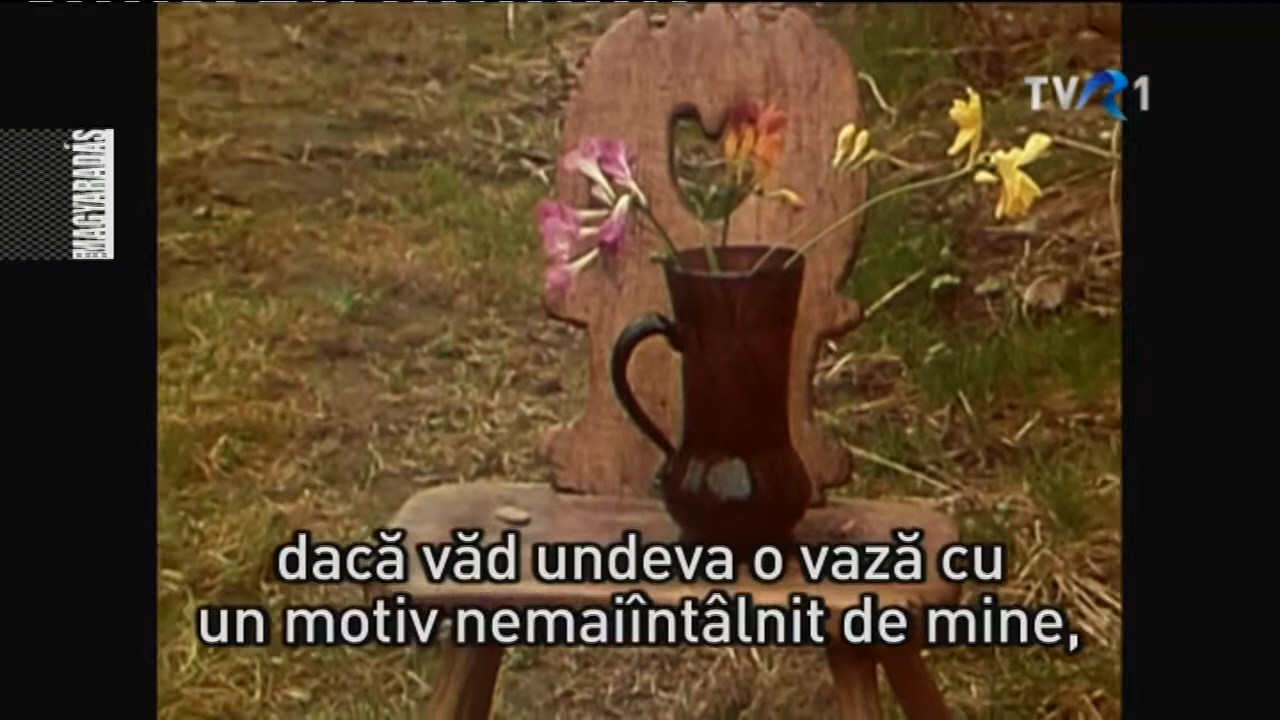 TVR1
MAGYARADÁS
dacă văd undeva o vază cu
un motiv nemaiîntâlnit de mine,